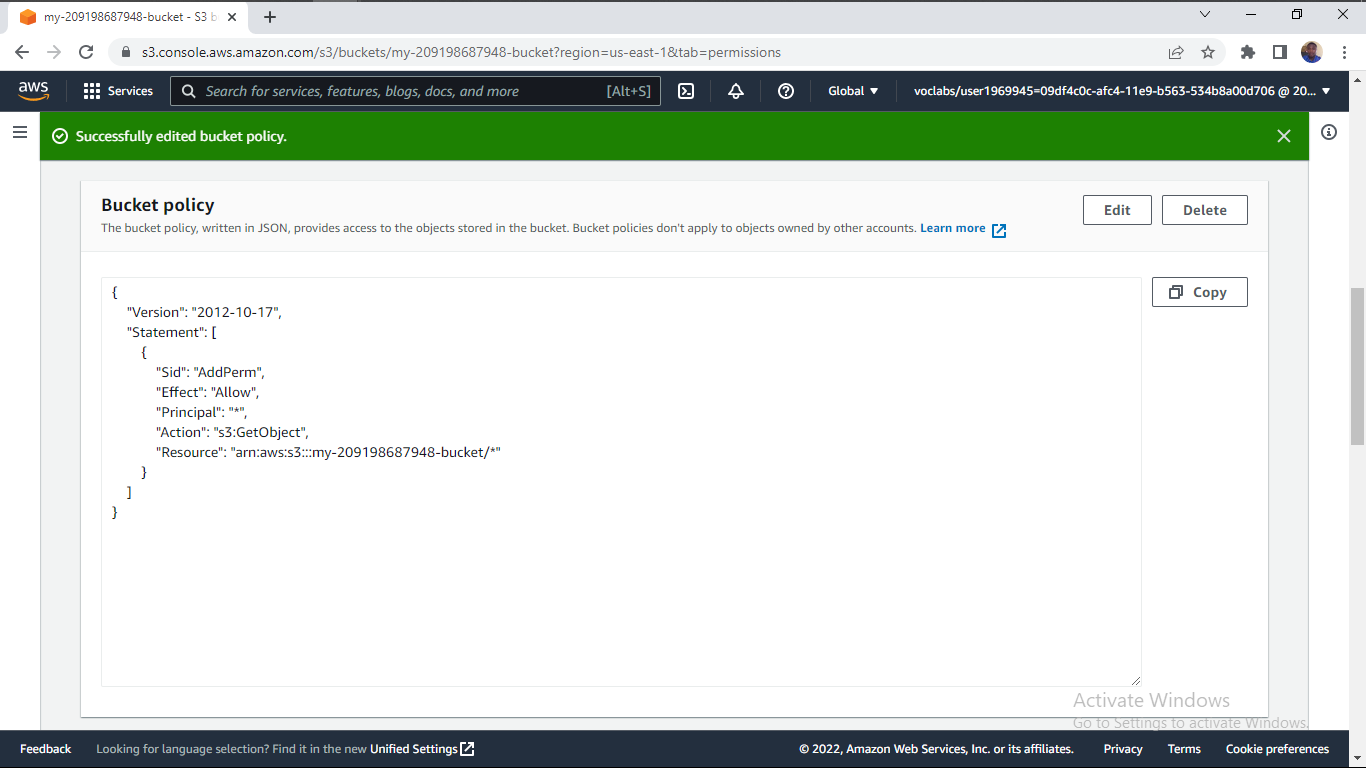 my-209198687948-bucket - S3 b
s3.console.aws.amazon.com/s3/buckets/my-209198687948-bucket?region=us-east-1&tab=permissions
aws
Services
Search for services, features, blogs, docs, and more
[Alt+S]
Global
voclabs/user1969945=09df4c0c-afc4-11e9-b563-534b8a00d706 @ 20...
Successfully edited bucket policy.
Bucket policy
Edit
Delete
The bucket policy, written in JSON, provides access to the objects stored in the bucket. Bucket policies don't apply to objects owned by other accounts. Learn more
Copy
{
"Version": "2012-10-17",
"Statement": [
{
"Sid": "AddPerm",
"Effect": "Allow",
"Principal": "*",
"Action": "s3:GetObject",
"Resource": "arn:aws:s3:::my-209198687948-bucket/*"
}
]
}
Activate Windows
Go to Settings to activate Windows.
Feedback
Looking for language selection? Find it in the new Unified Settings
© 2022, Amazon Web Services, Inc. or its affiliates.
Privacy
Terms
Cookie preferences